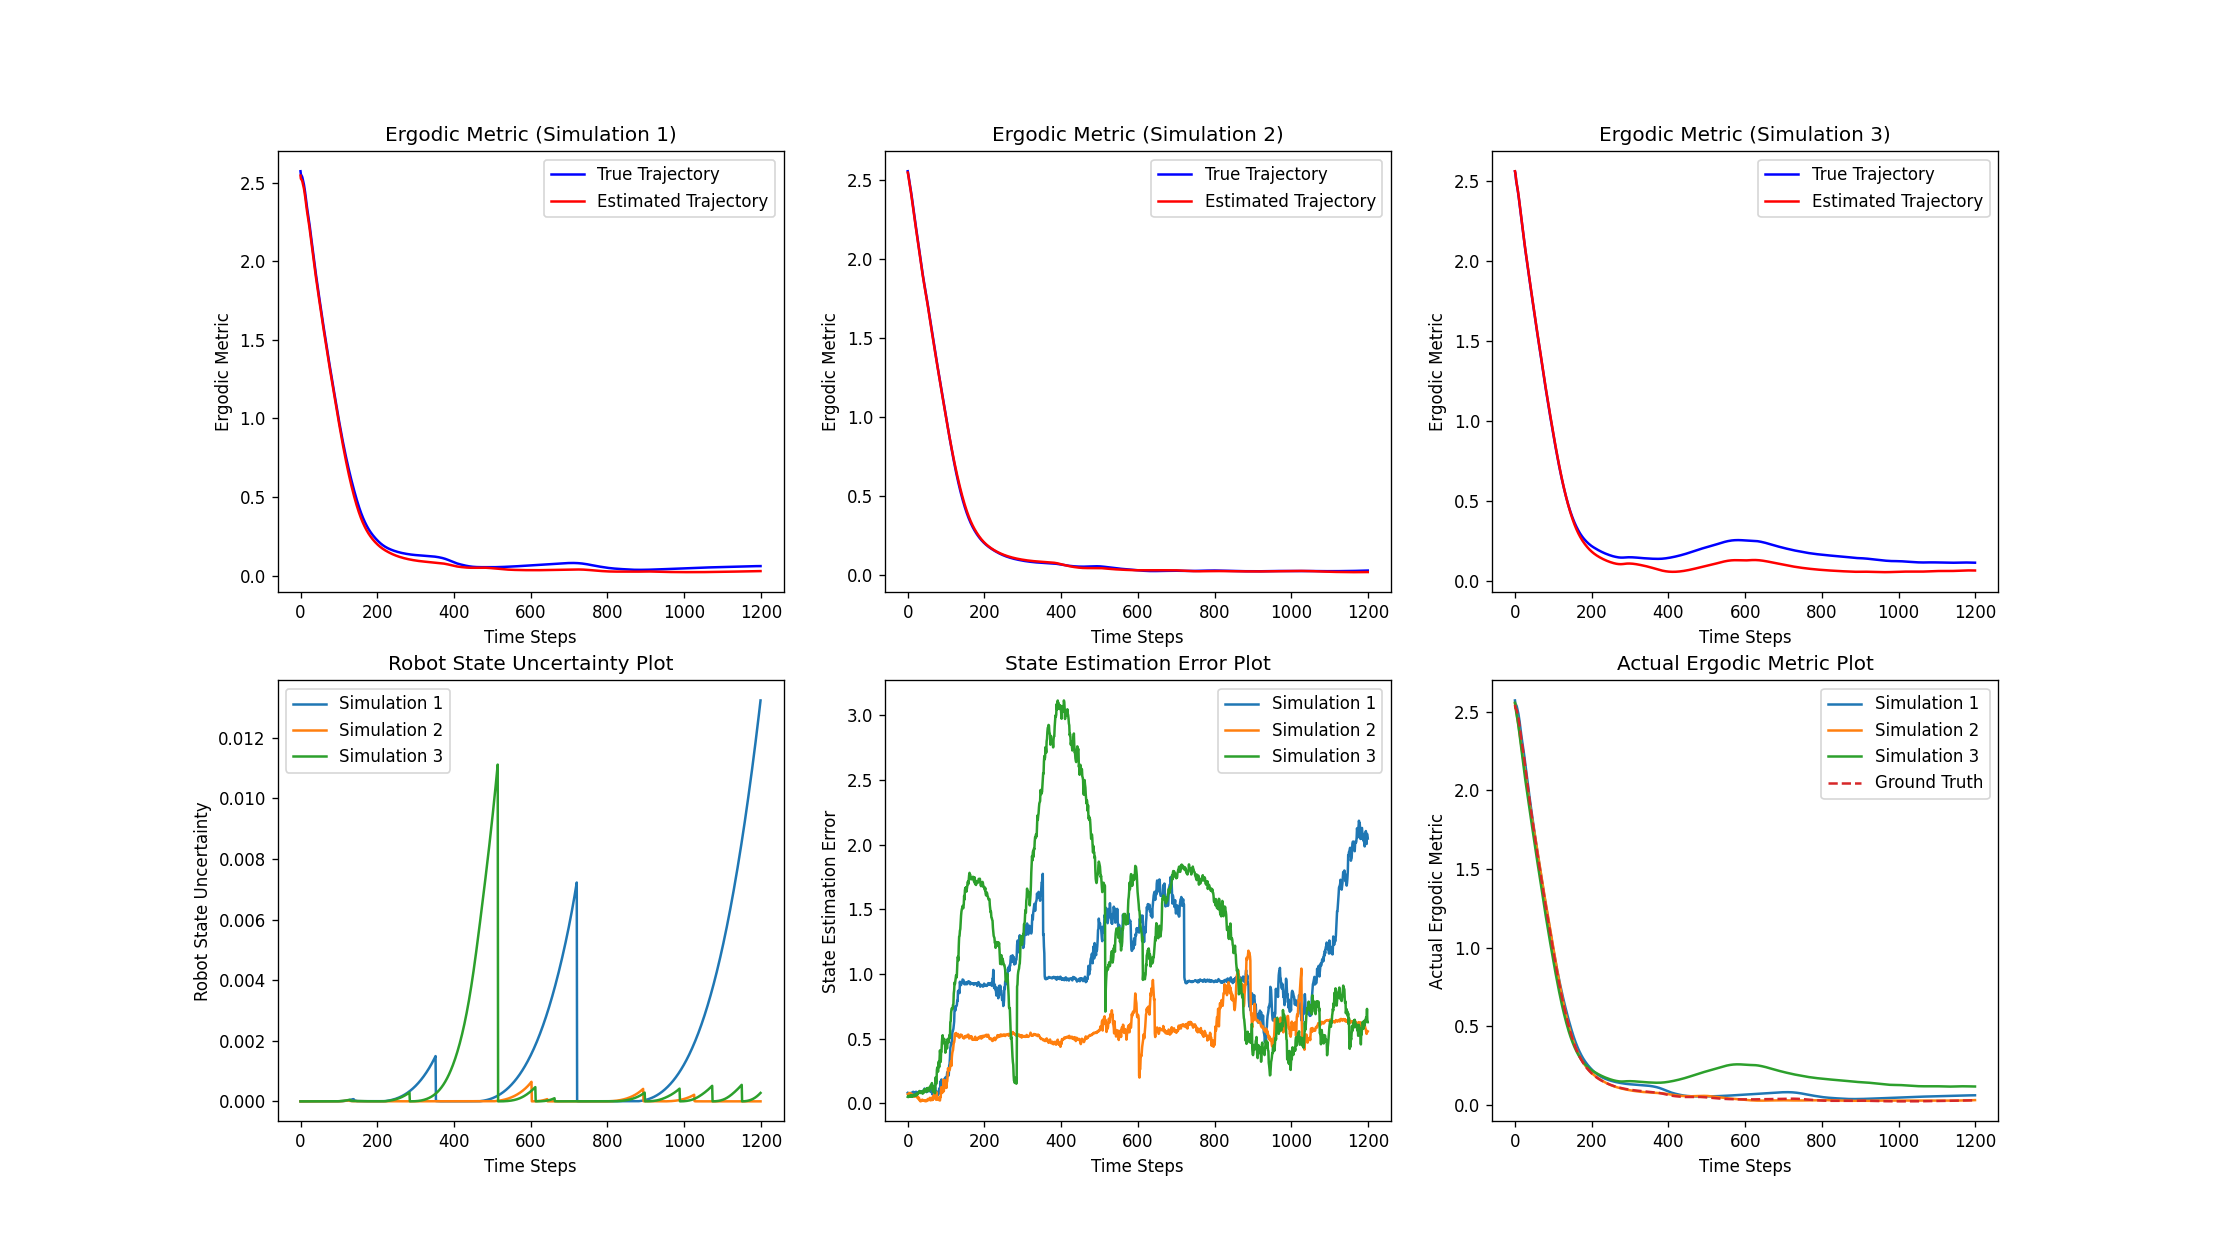 Ergodic Metric (Simulation 1)
Ergodic Metric
2.5
2.0
1.5
1.0
0.5
0.0
True Trajectory
Estimated Trajectory
0 200 400 600 800 1000 1200
Time Steps
Ergodic Metric (Simulation 2)
Ergodic Metric
2.5
2.0
1.5
1.0
0.5
0.0
True Trajectory
Estimated Trajectory
0 200 400 600 800 1000 1200
Time Steps
Ergodic Metric (Simulation 3)
Ergodic Metric
2.5
2.0
1.5
1.0
0.5
0.0
True Trajectory
Estimated Trajectory
0 200 400 600 800 1000 1200
Time Steps
Robot State Uncertainty Plot
Robot State Uncertainty
0.012
0.010
0.008
0.006
0.004
0.002
0.000
Simulation 1
Simulation 2
Simulation 3
0 200 400 600 800 1000 1200
Time Steps
State Estimation Error Plot
State Estimation Error
3.0
2.5
2.0
1.5
1.0
0.5
0.0
Simulation 1
Simulation 2
Simulation 3
0 200 400 600 800 1000 1200
Time Steps
Actual Ergodic Metric Plot
Actual Ergodic Metric
2.5
2.0
1.5
1.0
0.5
0.0
Simulation 1
Simulation 2
Simulation 3
Ground Truth
0 200 400 600 800 1000 1200
Time Steps